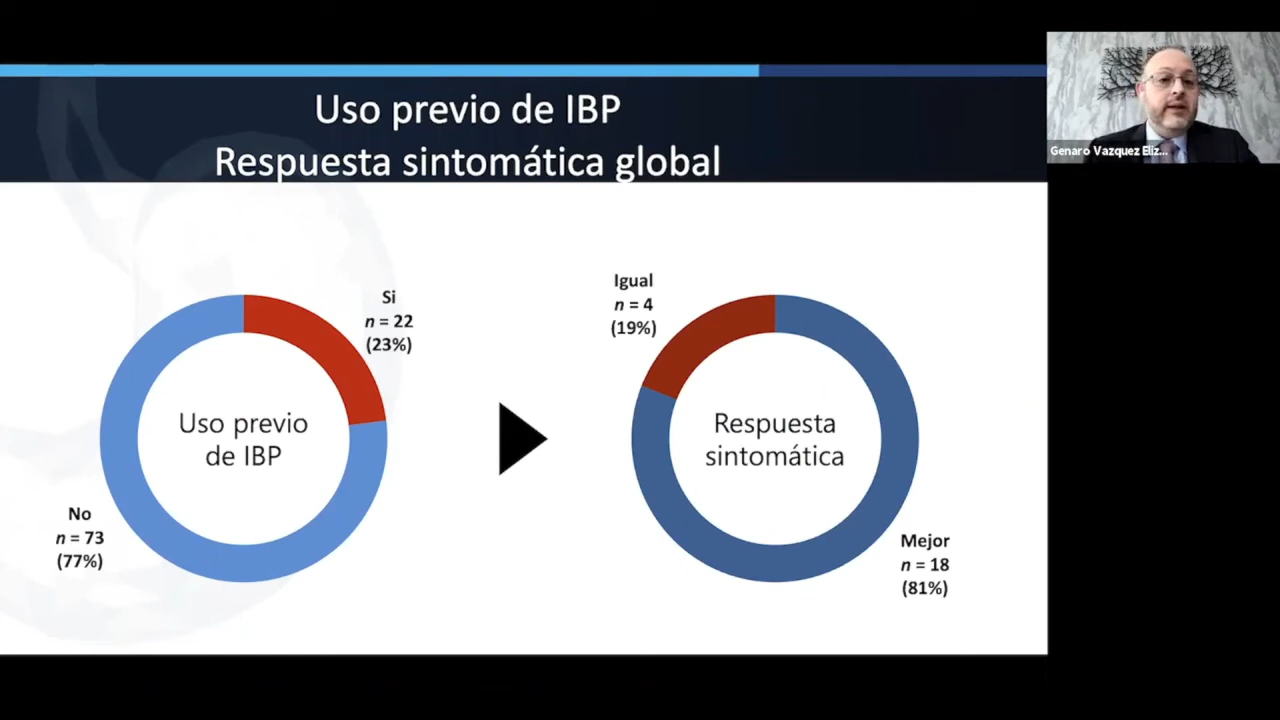 Uso previo de IBP
Respuesta sintomática global
Genaro Vazquez Eliz...
Si
n = 22
(23%)
Uso previo
de IBP
No
n = 73
(77%)
Igual
n = 4
(19%)
Respuesta
sintomática
Mejor
n = 18
(81%)